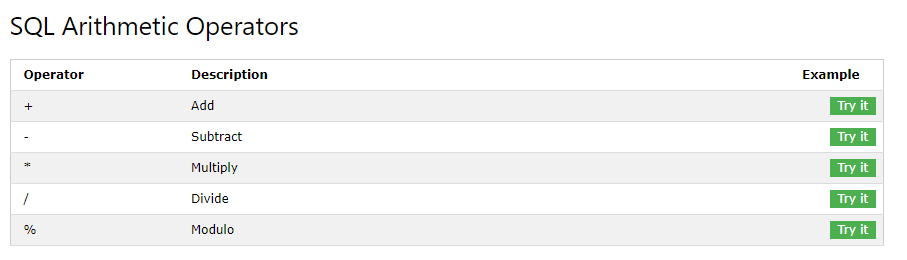 SQL Arithmetic Operators
Operator Description Example
+ Add Try it
- Subtract Try it
* Multiply Try it
/ Divide Try it
% Modulo Try it